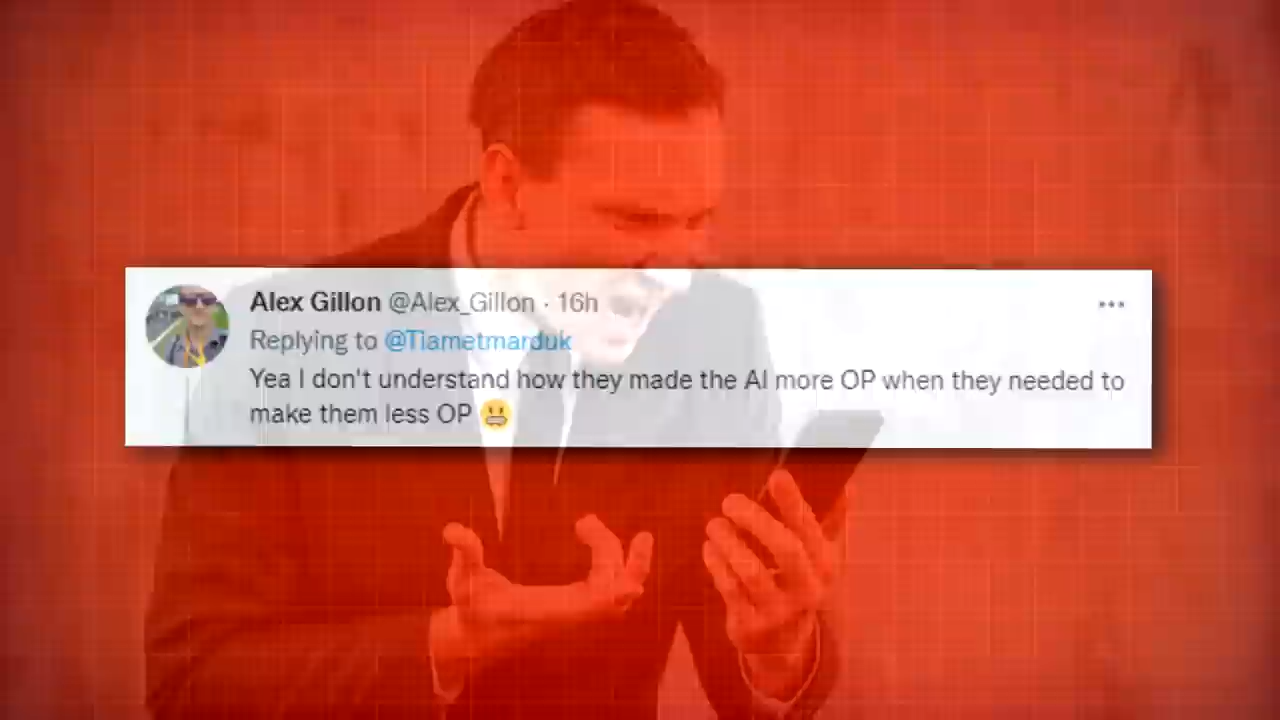 Alex Gillon @Alex_Gillon · 16h
Replying to @Tiametmarduk
Yea I don't understand how they made the AI more OP when they needed to
make them less OP 😬